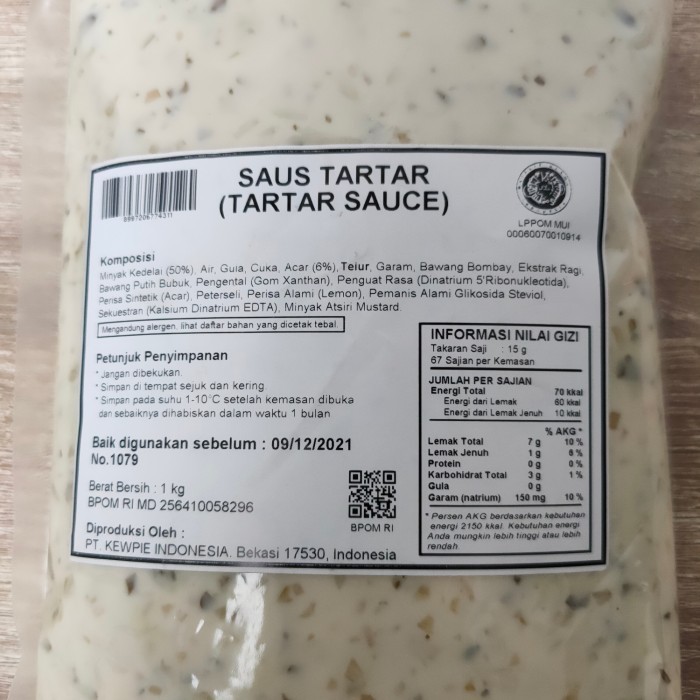 SAUS TARTAR
(TARTAR SAUCE)
LPPOM MUI
00060070010914
Komposisi
Minyak Kedelai (50%), Air, Gula, Cuka, Acar (6%), Telur, Garam, Bawang Bombay, Ekstrak Ragi,
Bawang Putih Bubuk, Pengental (Gom Xanthan), Penguat Rasa (Dinatrium 5'Ribonukleotida),
Perisa Sintetik (Acar), Peterseli, Perisa Alami (Lemon), Pemanis Alami Glikosida Steviol,
Sekuestran (Kalsium Dinatrium EDTA), Minyak Atsiri Mustard.
Mengandung alergen, lihat daftar bahan yang dicetak tebal
Petunjuk Penyimpanan
* Jangan dibekukan.
* Simpan di tempat sejuk dan kering
* Simpan pada suhu 1-10°C setelah kemasan dibuka
dan sebaiknya dihabiskan dalam waktu 1 bulan.
Baik digunakan sebelum : 09/12/2021
No.1079
Berat Bersih : 1 kg
BPOM RI MD 256410058296
BPOM RI
Diproduksi Oleh :
PT. KEWPIE INDONESIA. Bekasi 17530, Indonesia
INFORMASI NILAI GIZI
Takaran Saji : 15 g
67 Sajian per Kemasan
JUMLAH PER SAJIAN
Energi Total 70 kkal
Energi dari Lemak 60 kkal
Energi dari Lemak Jenuh 10 kkal
% AKG *
Lemak Total 7 g 10 %
Lemak Jenuh 1 g 6 %
Protein 0 g 0 %
Karbohidrat Total 3 g 1 %
Gula 0 g
Garam (natrium) 150 mg 10 %
* Persen AKG berdasarkan kebutuhan
energi 2150 kkal. Kebutuhan energi
Anda mungkin lebih tinggi atau lebih
rendah